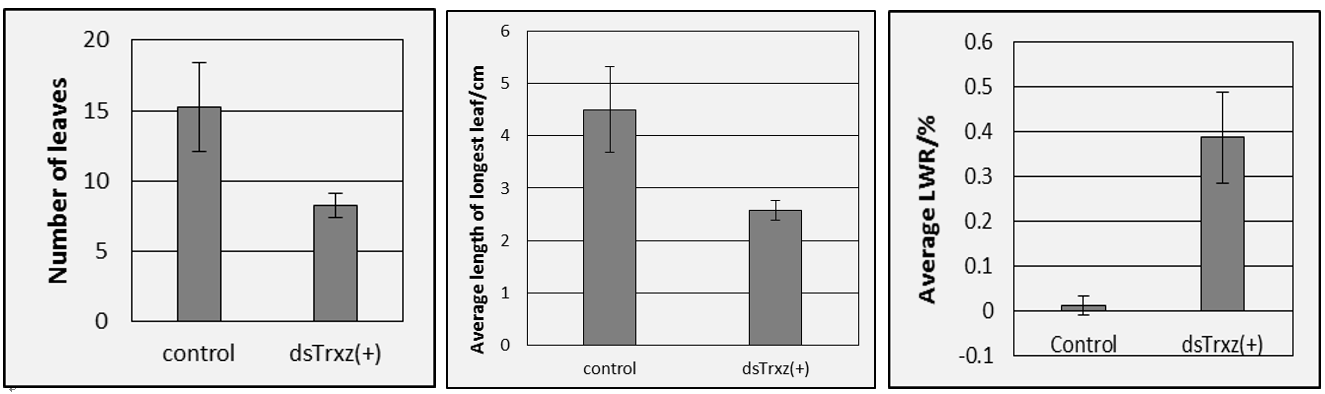 Number of leaves
20
15
10
5
0
control
dsTrxz(+)
Average length of longest leaf/cm
6
5
4
3
2
1
0
control
dsTrxz(+)
Average LWR/%
0.6
0.5
0.4
0.3
0.2
0.1
0
-0.1
Control
dsTrxz(+)